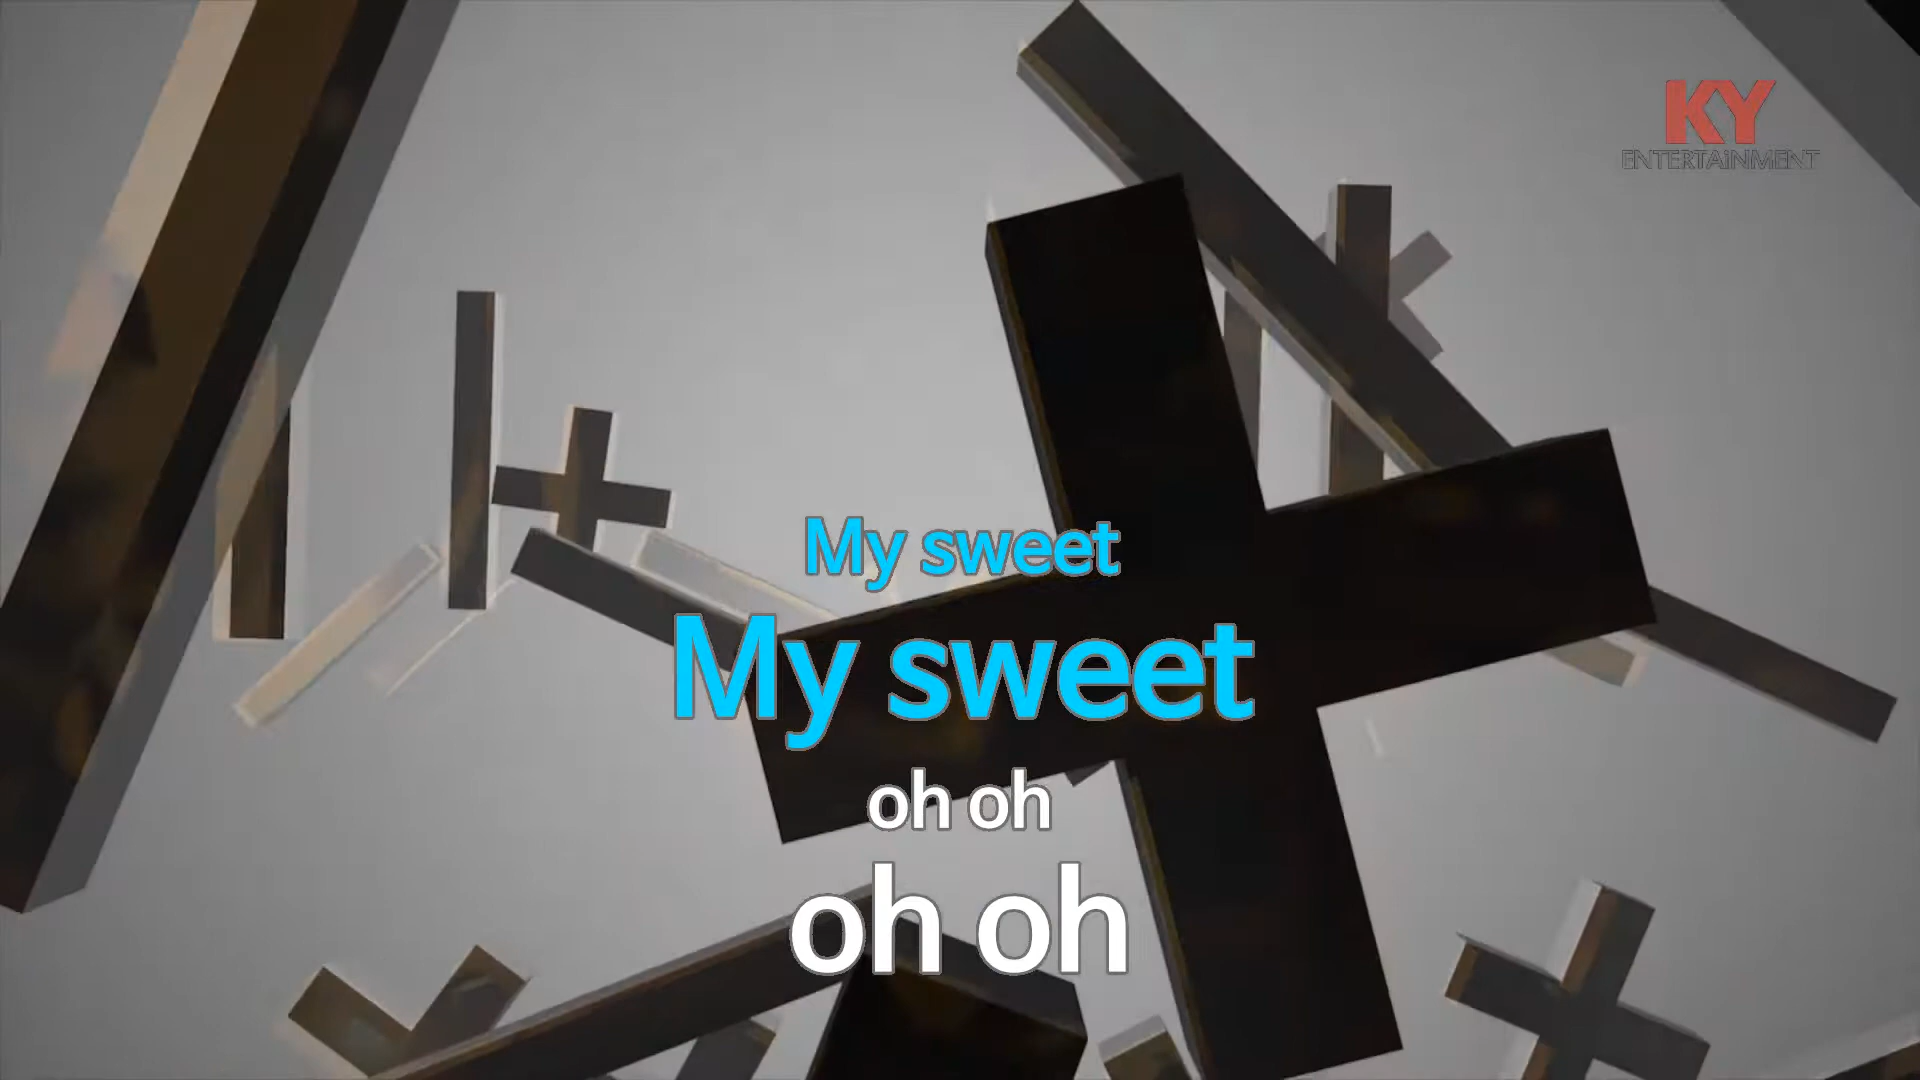 KY
ENTERTAiNMENT
My sweet
My sweet
oh oh
oh oh